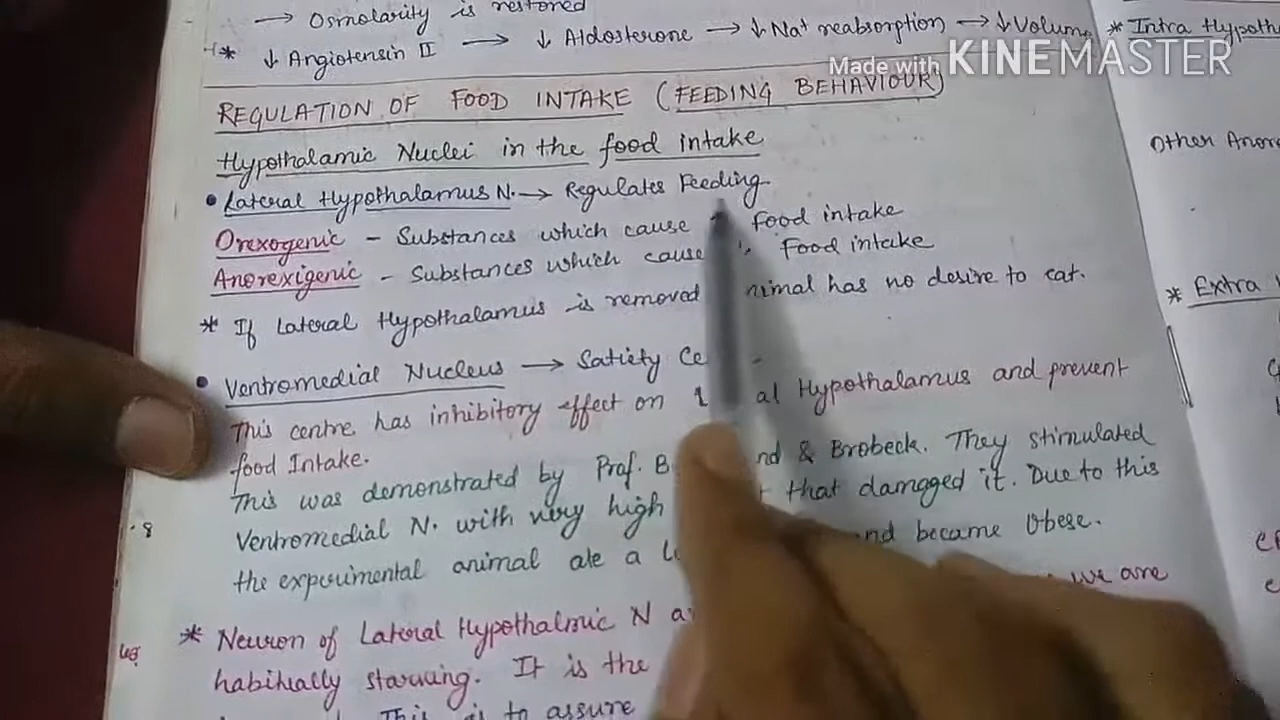 → Osmolarity is restored
* ↓ Angiotensin II → ↓ Aldosterone → ↓ Na+ reabsorption → ↓ Volum
Made with KINEMASTER
REGULATION OF FOOD INTAKE (FEEDING BEHAVIOUR)
Hypothalamic Nuclei in the food intake
• Lateral Hypothalamus N. → Regulates Feeding
Orexogenic - Substances which cause food intake
Anorexigenic - Substances which cause Food intake
* If Lateral Hypothalamus is removed nimal has no desire to eat.
• Ventromedial Nucleus → Satiety Ce
This centre has inhibitory effect on al Hypothalamus and prevent
food Intake.
This was demonstrated by Prof. B nd & Brobeck. They stimulated
Ventromedial N. with very high that damaged it. Due to this
the experimental animal ate a and became Obese.
* Neuron of Lateral Hypothalmic N we are
habitually starving. It is the
This is to assure
* Intra Hypoth
Other Anor
* Extra